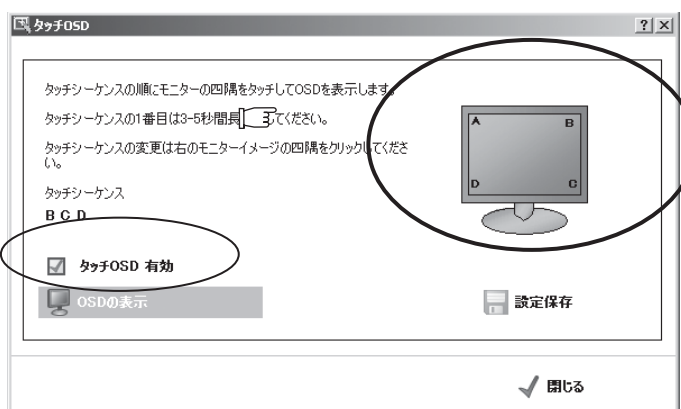 タッチOSD
タッチシーケンスの順にモニターの四隅をタッチしてOSDを表示します。
タッチシーケンスの1番目は3-5秒間長 してください。
タッチシーケンスの変更は右のモニターイメージの四隅をクリックしてくださ
い。
タッチシーケンス
B C D
A B
D C
タッチOSD 有効
OSDの表示
設定保存
閉じる